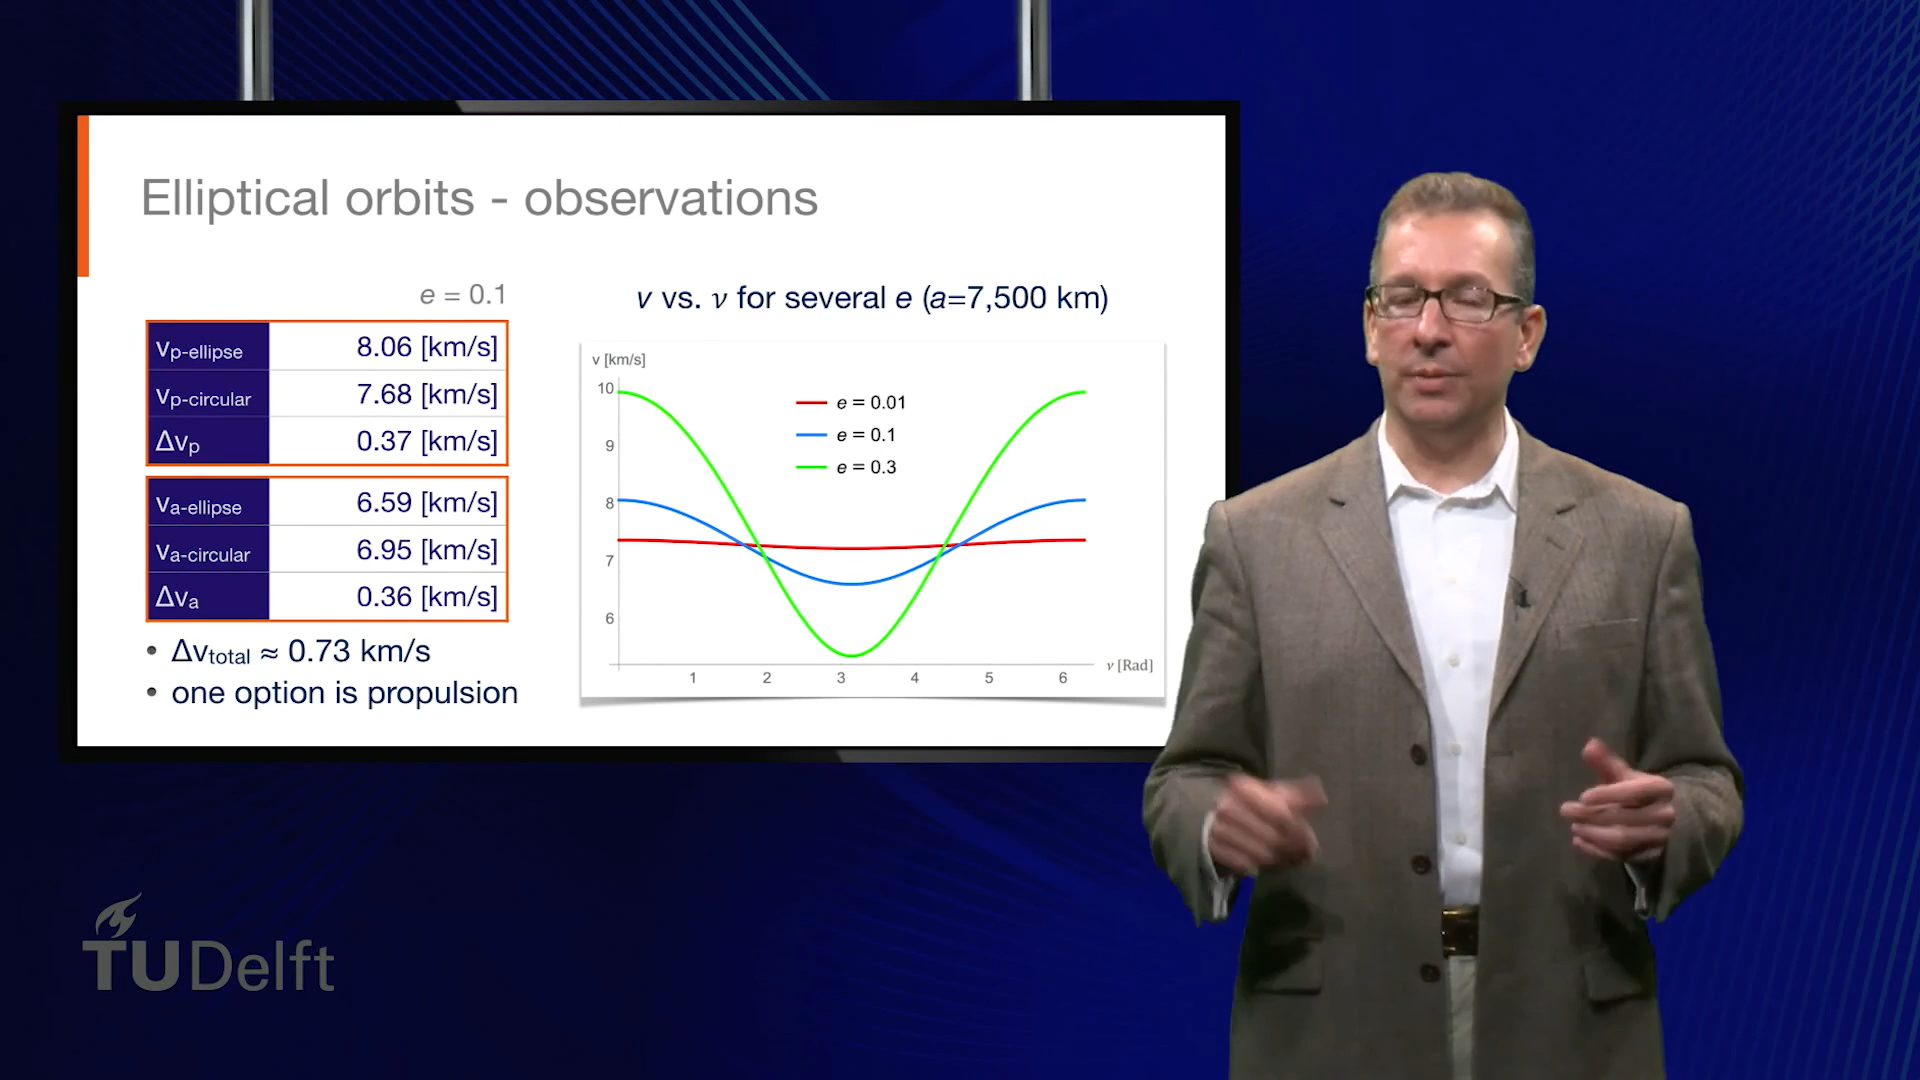 Elliptical orbits - observations
e = 0.1
vp-ellipse 8.06 [km/s]
vp-circular 7.68 [km/s]
Δvp 0.37 [km/s]
va-ellipse 6.59 [km/s]
va-circular 6.95 [km/s]
Δva 0.36 [km/s]
• Δvtotal ≈ 0.73 km/s
• one option is propulsion
v vs. ν for several e (a=7,500 km)
v [km/s]
10
9
8
7
6
e = 0.01
e = 0.1
e = 0.3
1 2 3 4 5 6
ν [Rad]
TUDelft